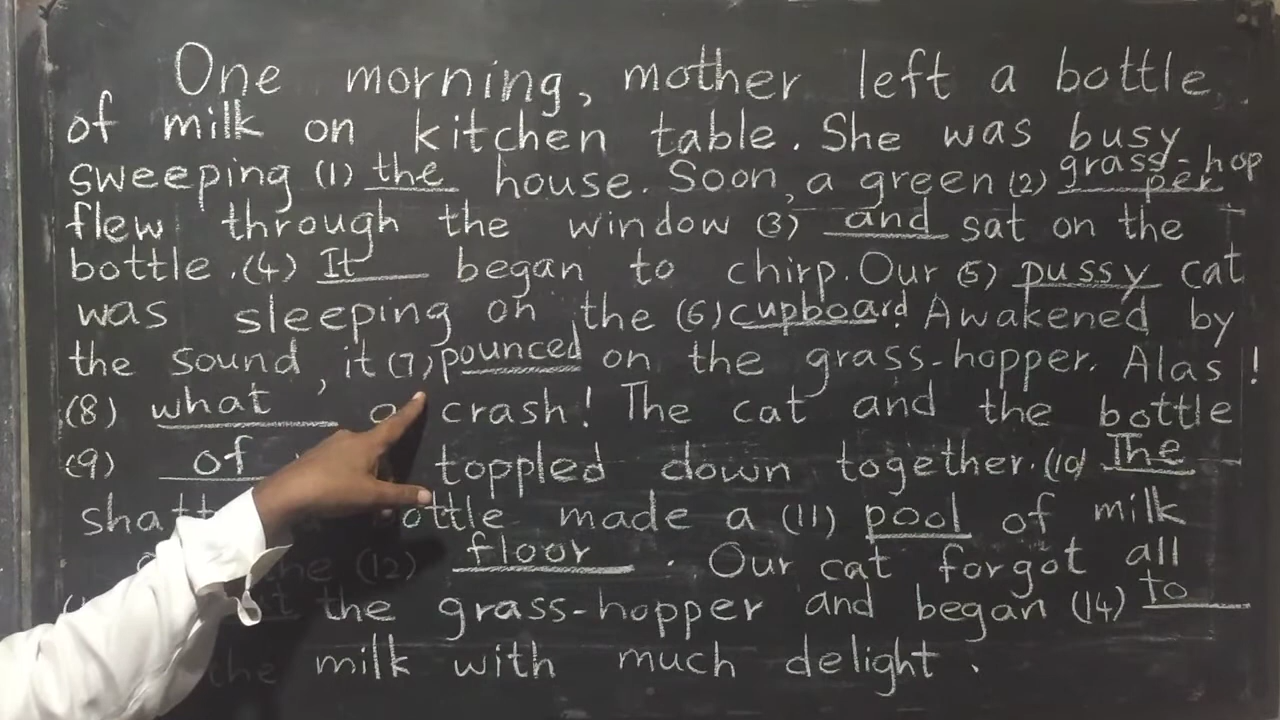 One morning, mother left a bottle
of milk on kitchen table. She was busy
sweeping (1) the house. Soon, a green (2) grass-hopper
flew through the window (3) and sat on the
bottle. (4) It began to chirp. Our (5) pussy cat
was sleeping on the (6) cupboard. Awakened by
the sound, it (7) pounced on the grass-hopper. Alas!
(8) what a crash! The cat and the bottle
(9) of toppled down together. (10) The
bottle made a (11) pool of milk
the (12) floor. Our cat forgot all
the grass-hopper and began (14) to
the milk with much delight.